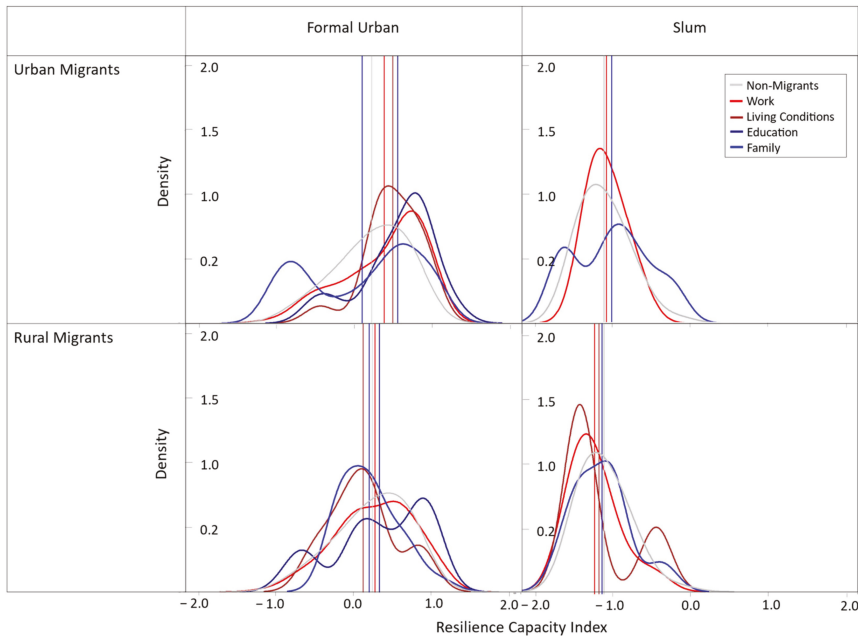 Formal Urban
Slum
Urban Migrants
2.0
1.5
1.0
0.2
Density
2.0
1.5
1.0
0.2
Non-Migrants
Work
Living Conditions
Education
Family
Rural Migrants
2.0
1.5
1.0
0.2
Density
2.0
1.5
1.0
0.2
– 2.0
– 1.0
0.0
1.0
2.0
– 2.0
– 1.0
0.0
1.0
2.0
Resilience Capacity Index